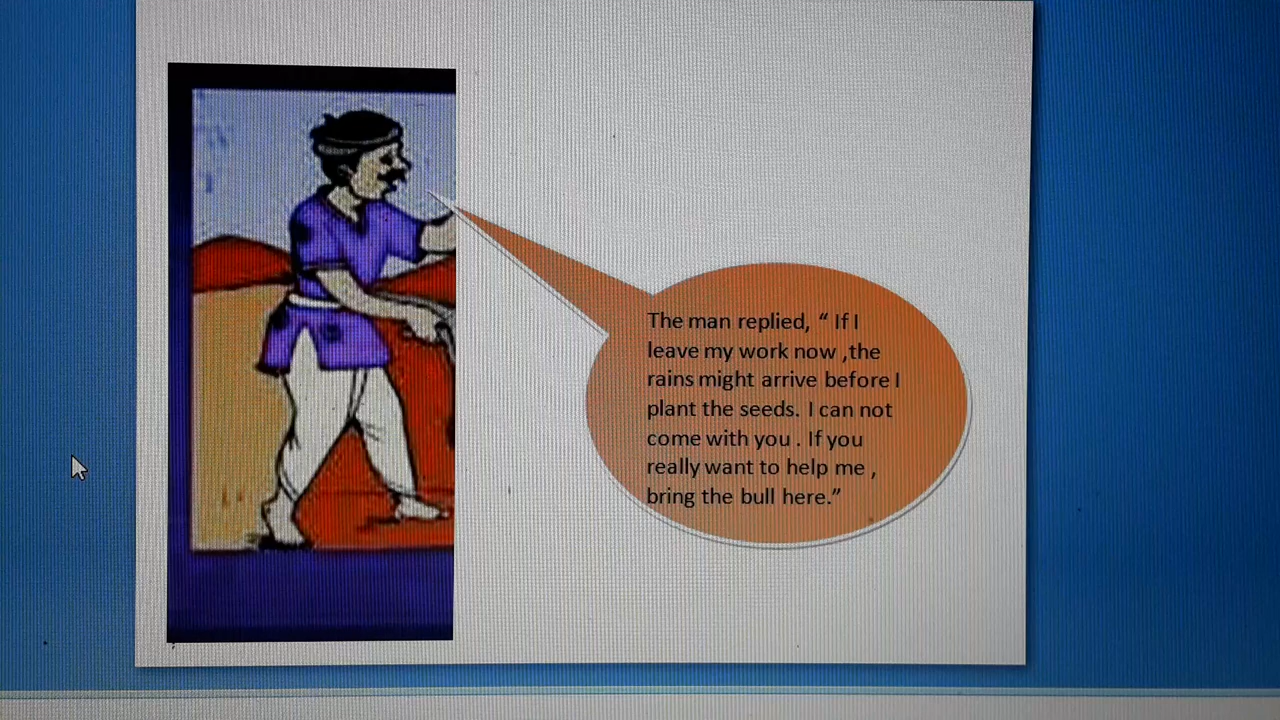 The man replied, “ If I
leave my work now ,the
rains might arrive before I
plant the seeds. I can not
come with you . If you
really want to help me ,
bring the bull here.”